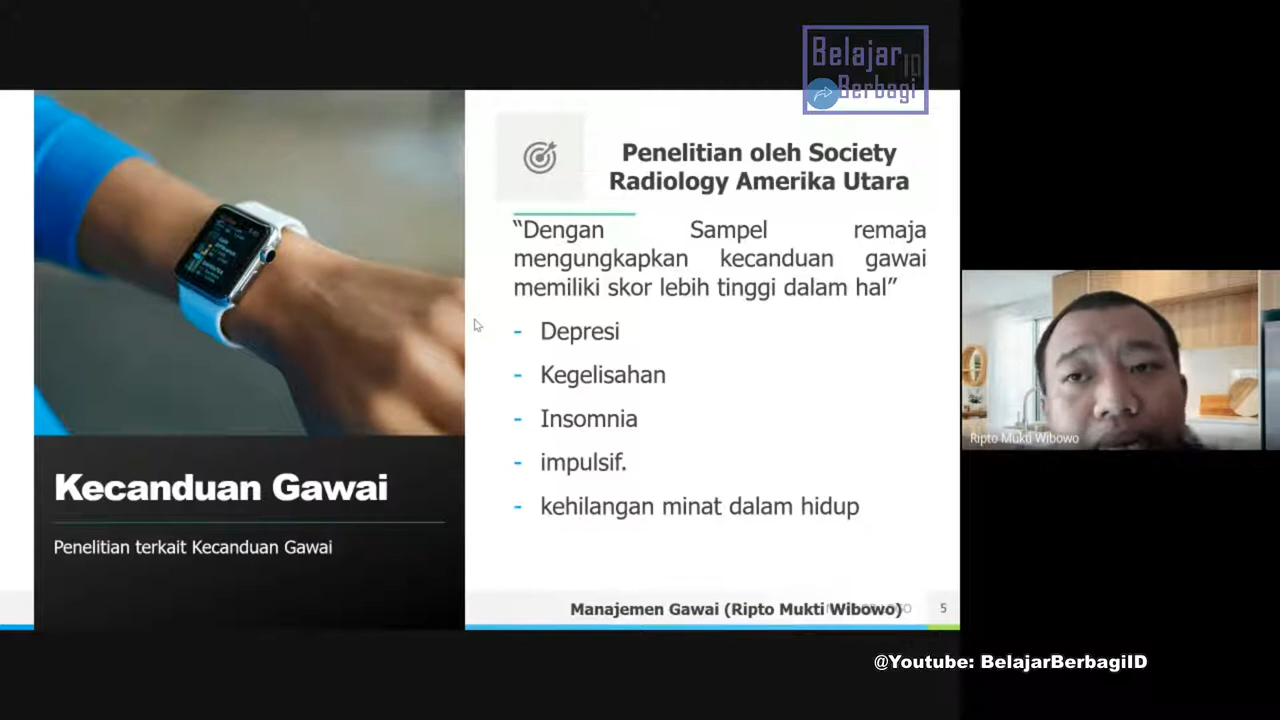 Belajar ID
Berbagi
Penelitian oleh Society
Radiology Amerika Utara
“Dengan Sampel remaja
mengungkapkan kecanduan gawai
memiliki skor lebih tinggi dalam hal”
- Depresi
- Kegelisahan
- Insomnia
- impulsif.
- kehilangan minat dalam hidup
Kecanduan Gawai
Penelitian terkait Kecanduan Gawai
Manajemen Gawai (Ripto Mukti Wibowo)
5
Ripto Mukti Wibowo
@Youtube: BelajarBerbagiID